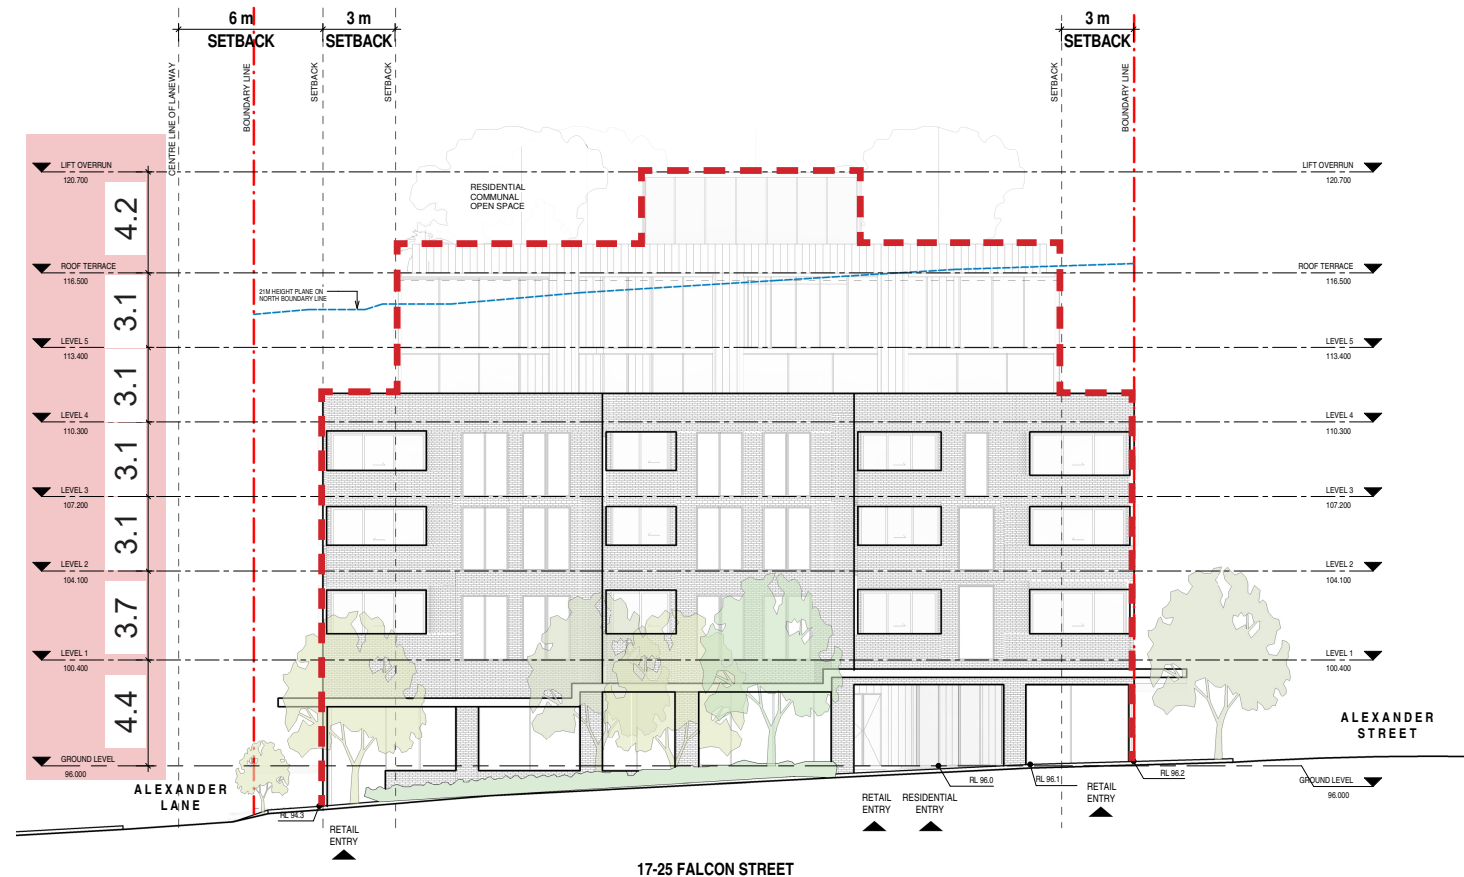 6 m
SETBACK
3 m
SETBACK
3 m
SETBACK
CENTRE LINE OF LANEWAY
BOUNDARY LINE
SETBACK
SETBACK
SETBACK
BOUNDARY LINE
LIFT OVERRUN
120.700
4.2
ROOF TERRACE
116.500
3.1
LEVEL 5
113.400
3.1
LEVEL 4
110.300
3.1
LEVEL 3
107.200
3.1
LEVEL 2
104.100
3.7
LEVEL 1
100.400
4.4
GROUND LEVEL
96.000
RESIDENTIAL
COMMUNAL
OPEN SPACE
21M HEIGHT PLANE ON
NORTH BOUNDARY LINE
LIFT OVERRUN
120.700
ROOF TERRACE
116.500
LEVEL 5
113.400
LEVEL 4
110.300
LEVEL 3
107.200
LEVEL 2
104.100
LEVEL 1
100.400
ALEXANDER
STREET
GROUND LEVEL
96.000
ALEXANDER
LANE
RL 94.3
RETAIL
ENTRY
RL 96.0
RL 96.1
RL 96.2
RETAIL
ENTRY
RESIDENTIAL
ENTRY
RETAIL
ENTRY
17-25 FALCON STREET